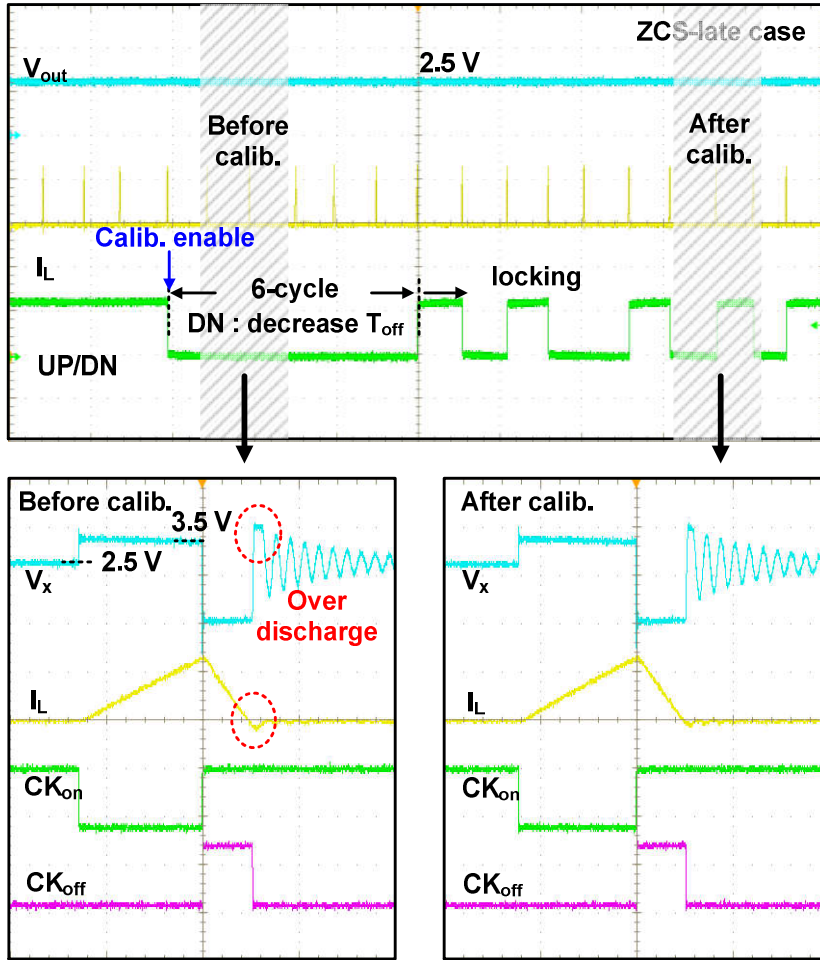 ZCS-late case
Vout
2.5 V
Before
calib.
After
calib.
Calib. enable
IL
6-cycle
locking
DN : decrease Toff
UP/DN
Before calib.
3.5 V
2.5 V
Vx
Over
discharge
IL
CKon
CKoff
After calib.
Vx
IL
CKon
CKoff